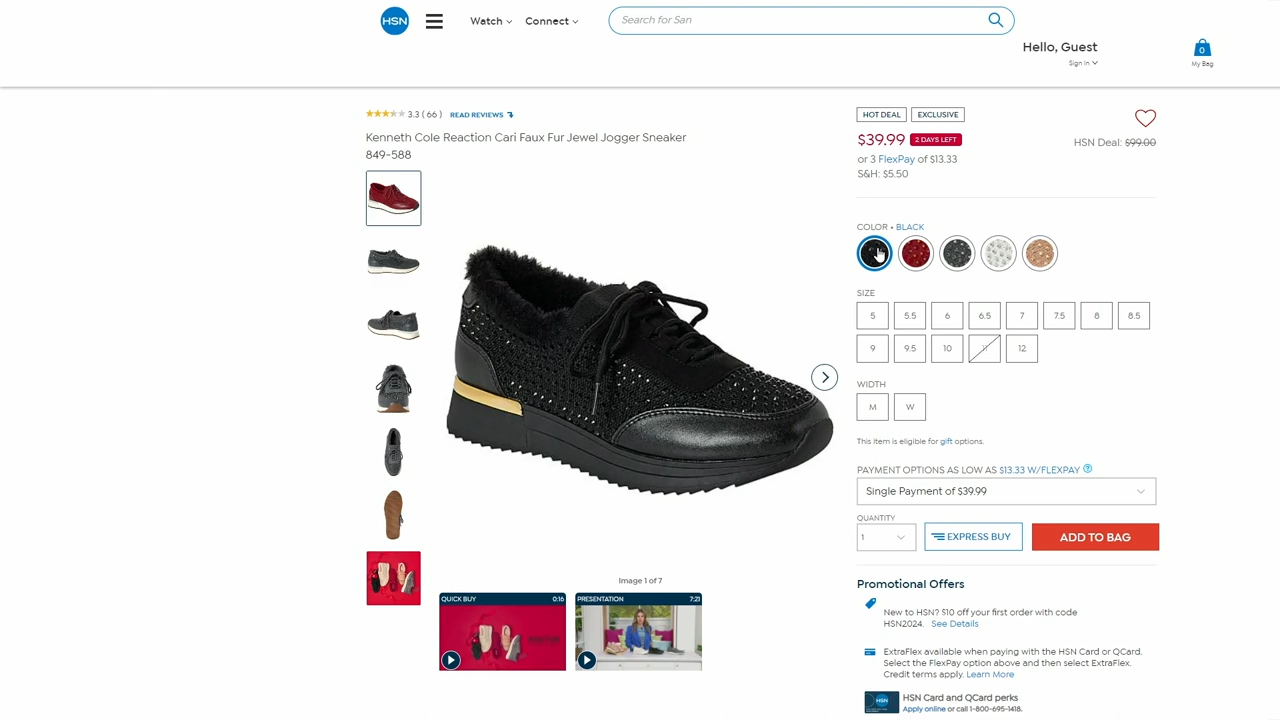 HSN
Watch
Connect
Search for San
Hello, Guest
Sign In
0
My Bag
3.3 ( 66 ) READ REVIEWS
Kenneth Cole Reaction Cari Faux Fur Jewel Jogger Sneaker
849-588
HOT DEAL EXCLUSIVE
$39.99 2 DAYS LEFT
HSN Deal: $99.00
or 3 FlexPay of $13.33
S&H: $5.50
COLOR • BLACK
SIZE
5 5.5 6 6.5 7 7.5 8 8.5
9 9.5 10 11 12
WIDTH
M W
This item is eligible for gift options.
PAYMENT OPTIONS AS LOW AS $13.33 W/FLEXPAY
Single Payment of $39.99
QUANTITY
1
EXPRESS BUY
ADD TO BAG
Image 1 of 7
QUICK BUY 0:16
PRESENTATION 7:21
Promotional Offers
New to HSN? $10 off your first order with code
HSN2024. See Details
ExtraFlex available when paying with the HSN Card or QCard.
Select the FlexPay option above and then select ExtraFlex.
Credit terms apply. Learn More
HSN
HSN Card and QCard perks
Apply online or call 1-800-695-1418.